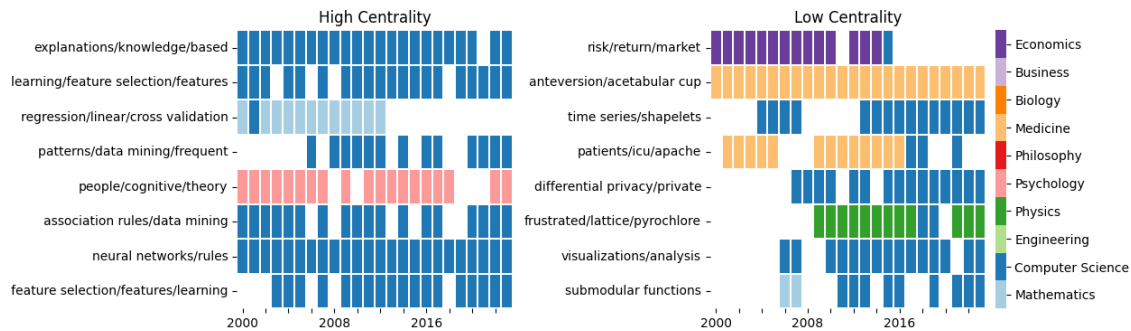 High Centrality
explanations/knowledge/based
learning/feature selection/features
regression/linear/cross validation
patterns/data mining/frequent
people/cognitive/theory
association rules/data mining
neural networks/rules
feature selection/features/learning
2000 2008 2016
Low Centrality
risk/return/market
anteversion/acetabular cup
time series/shapelets
patients/icu/apache
differential privacy/private
frustrated/lattice/pyrochlore
visualizations/analysis
submodular functions
2000 2008 2016
Economics
Business
Biology
Medicine
Philosophy
Psychology
Physics
Engineering
Computer Science
Mathematics